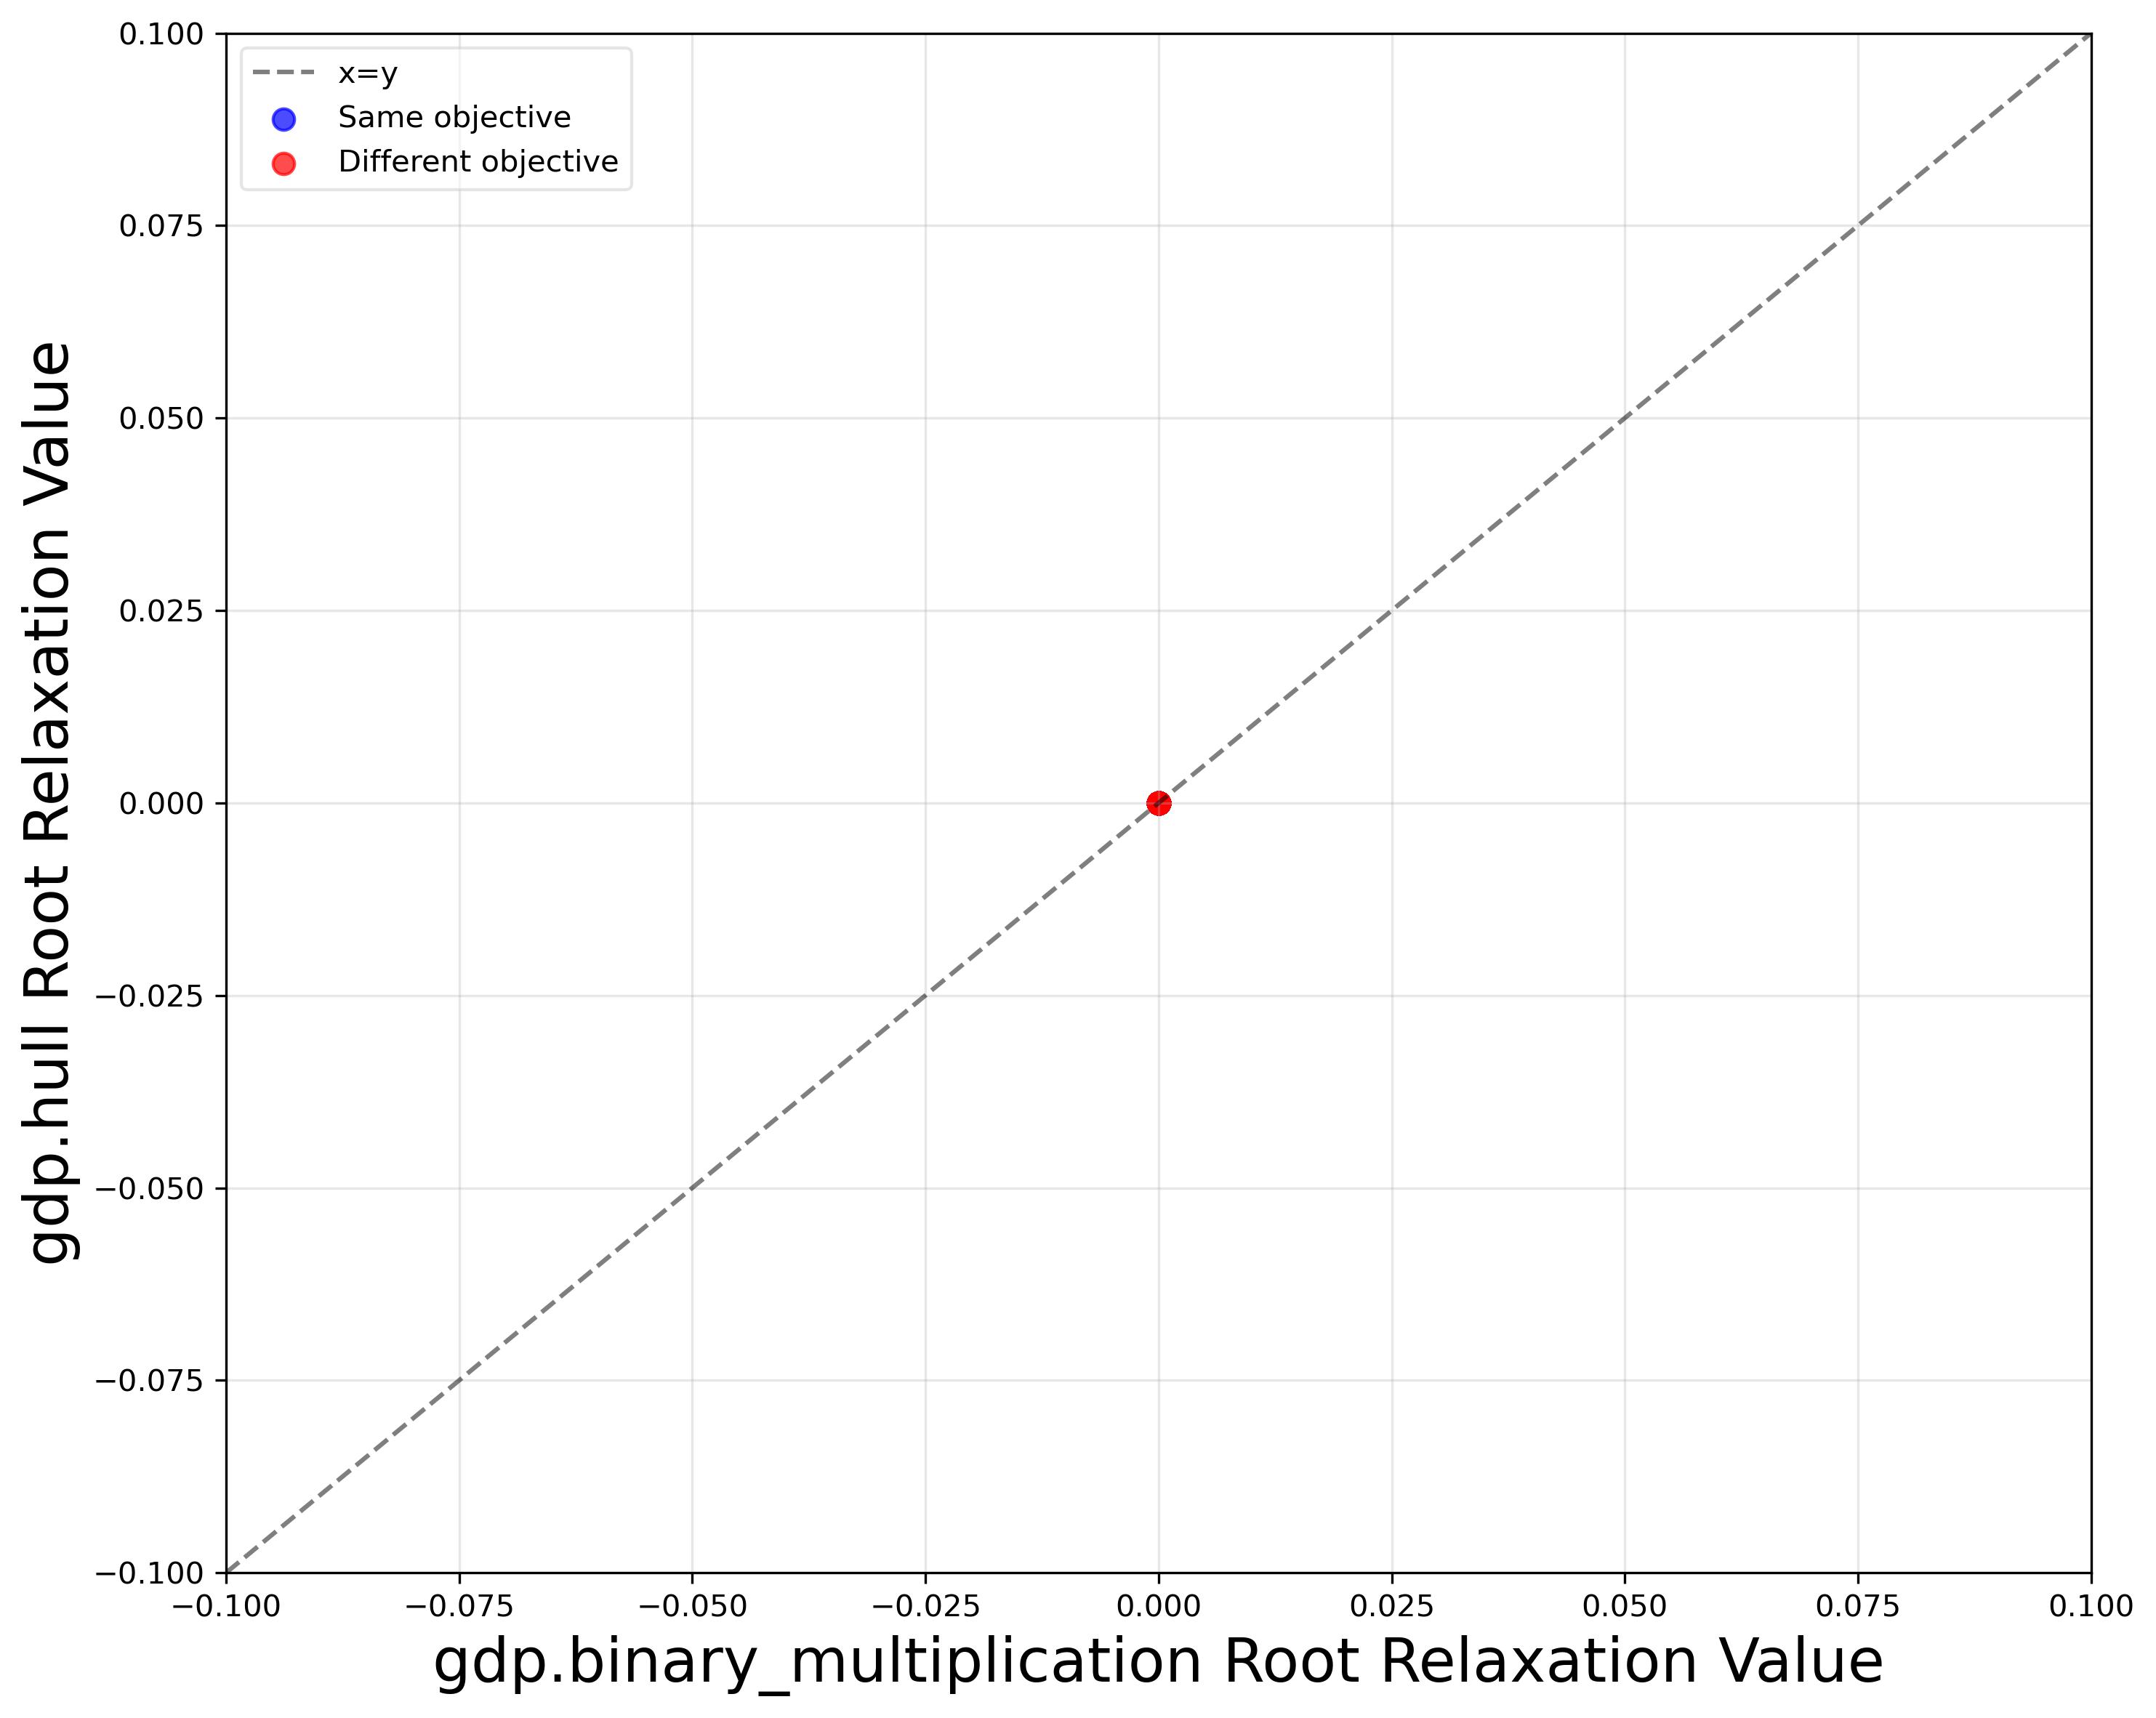 0.100
0.075
0.050
0.025
0.000
−0.025
−0.050
−0.075
−0.100
x=y
Same objective
Different objective
gdp.hull Root Relaxation Value
−0.100 −0.075 −0.050 −0.025 0.000 0.025 0.050 0.075 0.100
gdp.binary_multiplication Root Relaxation Value